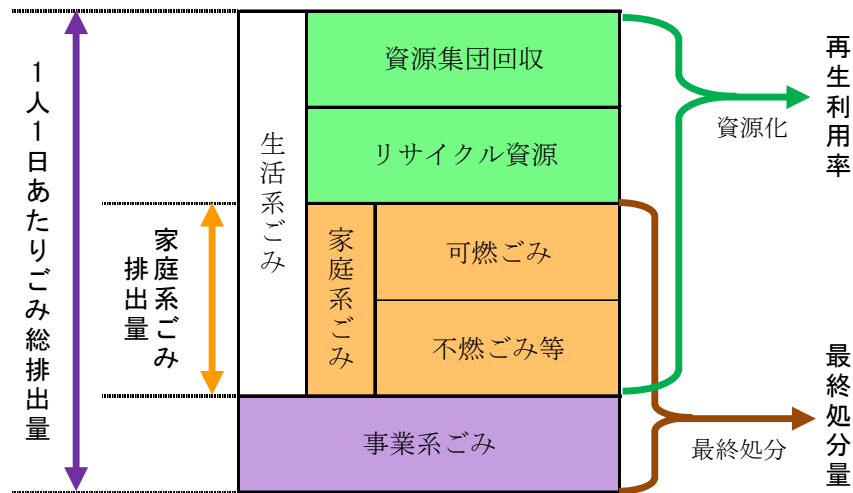 1人1日あたりごみ総排出量
家庭系ごみ
排出量
生活系ごみ
資源集団回収
リサイクル資源
家庭系ごみ
可燃ごみ
不燃ごみ等
事業系ごみ
資源化
再生利用率
最終処分
最終処分量